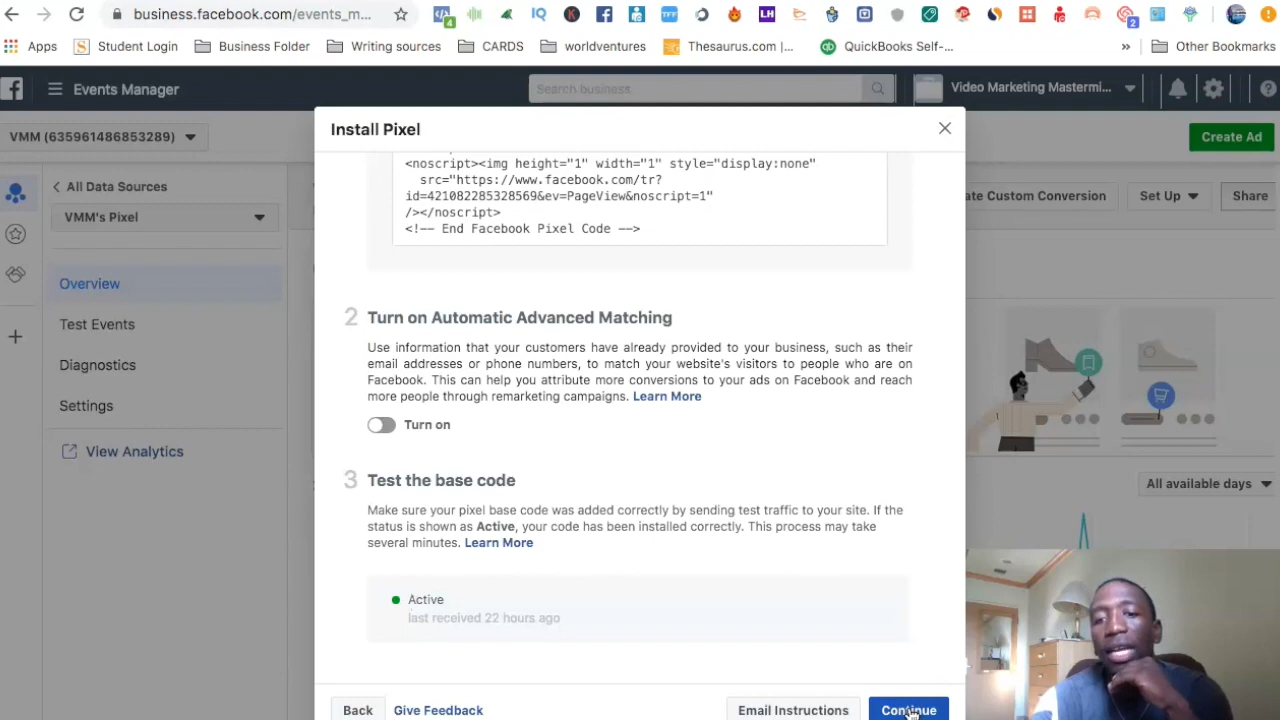 business.facebook.com/events_m...
4
IQ
K
TFF
LH
2
Apps
Student Login
Business Folder
Writing sources
CARDS
worldventures
Thesaurus.com |...
QuickBooks Self-...
»
Other Bookmarks
Events Manager
Search business
Video Marketing Mastermi...
VMM (635961486853289)
Create Ad
Install Pixel
All Data Sources
VMM's Pixel
ate Custom Conversion
Set Up
Share
Overview
Test Events
Diagnostics
Settings
View Analytics
<noscript><img height="1" width="1" style="display:none"
src="https://www.facebook.com/tr?
id=421082285328569&ev=PageView&noscript=1"
/></noscript>
<!-- End Facebook Pixel Code -->
2 Turn on Automatic Advanced Matching
Use information that your customers have already provided to your business, such as their
email addresses or phone numbers, to match your website's visitors to people who are on
Facebook. This can help you attribute more conversions to your ads on Facebook and reach
more people through remarketing campaigns. Learn More
Turn on
3 Test the base code
Make sure your pixel base code was added correctly by sending test traffic to your site. If the
status is shown as Active, your code has been installed correctly. This process may take
several minutes. Learn More
Active
last received 22 hours ago
All available days
Back
Give Feedback
Email Instructions
Continue